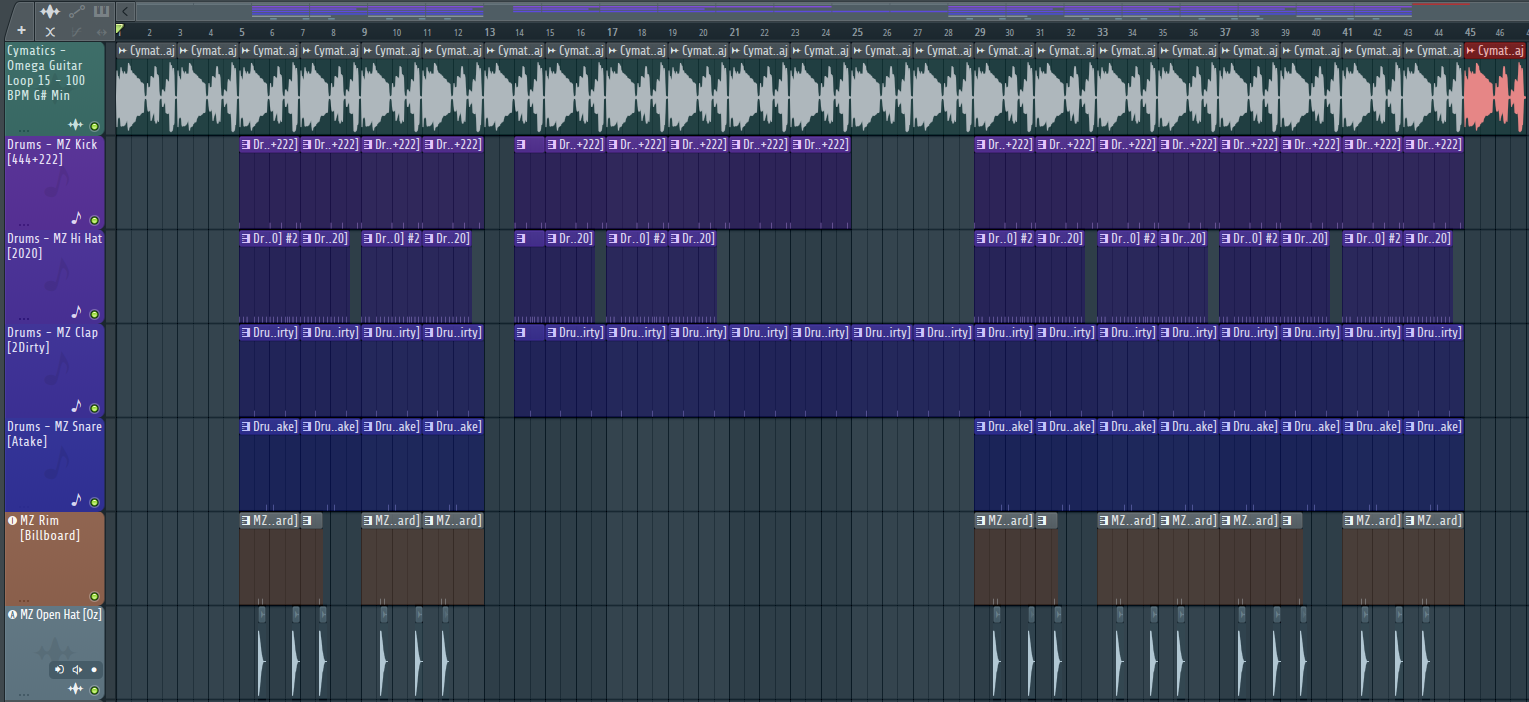 5 9 13 17 21 25 29 33 37 41 45
2 3 4 6 7 8 10 11 12 14 15 16 18 19 20 22 23 24 26 27 28 30 31 32 34 35 36 38 39 40 42 43 44 46
Cymatics –
Omega Guitar
Loop 15 – 100
BPM G# Min
Cymat..aj Cymat..aj Cymat..aj Cymat..aj Cymat..aj Cymat..aj Cymat..aj Cymat..aj Cymat..aj Cymat..aj Cymat..aj Cymat..aj Cymat..aj Cymat..aj Cymat..aj Cymat..aj Cymat..aj Cymat..aj Cymat..aj Cymat..aj Cymat..aj Cymat..aj Cymat..aj
Drums – MZ Kick
[444+222]
Dr..+222] Dr..+222] Dr..+222] Dr..+222] Dr..+222] Dr..+222] Dr..+222] Dr..+222] Dr..+222] Dr..+222] Dr..+222] Dr..+222] Dr..+222] Dr..+222] Dr..+222] Dr..+222] Dr..+222]
Drums – MZ Hi Hat
[2020]
Dr..0] #2 Dr..20] Dr..0] #2 Dr..20] Dr..20] Dr..0] #2 Dr..20] Dr..0] #2 Dr..20] Dr..0] #2 Dr..20] Dr..0] #2 Dr..20] Dr..0] #2 Dr..20]
Drums – MZ Clap
[2Dirty]
Dru..irty] Dru..irty] Dru..irty] Dru..irty] Dru..irty] Dru..irty] Dru..irty] Dru..irty] Dru..irty] Dru..irty] Dru..irty] Dru..irty] Dru..irty] Dru..irty] Dru..irty] Dru..irty] Dru..irty] Dru..irty] Dru..irty]
Drums – MZ Snare
[Atake]
Dru..ake] Dru..ake] Dru..ake] Dru..ake] Dru..ake] Dru..ake] Dru..ake] Dru..ake] Dru..ake] Dru..ake] Dru..ake] Dru..ake]
MZ Rim
[Billboard]
MZ..ard] MZ..ard] MZ..ard] MZ..ard] MZ..ard] MZ..ard] MZ..ard] MZ..ard] MZ..ard]
MZ Open Hat [Oz]